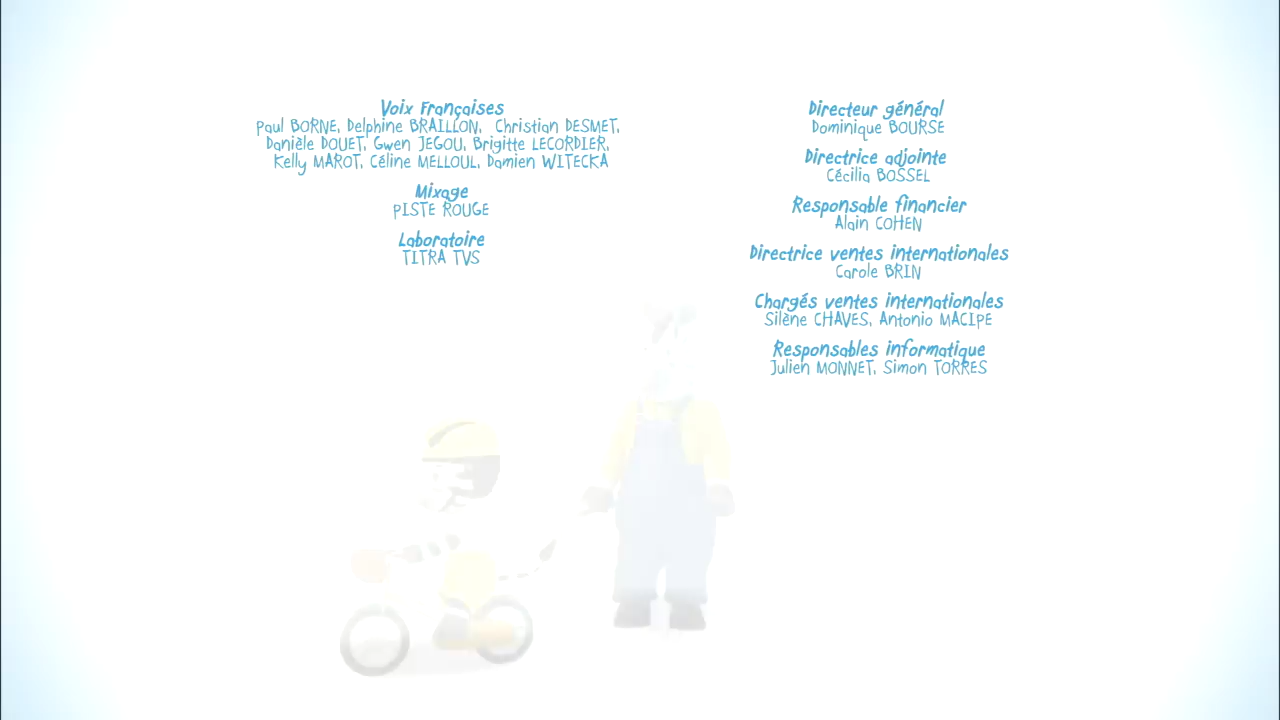 Voix Françaises
Paul BORNE, Delphine BRAILLON, Christian DESMET,
Danièle DOUET, Gwen JEGOU, Brigitte LECORDIER,
Kelly MAROT, Céline MELLOUL, Damien WITECKA
Mixage
PISTE ROUGE
Laboratoire
TITRA TVS
Directeur général
Dominique BOURSE
Directrice adjointe
Cécilia BOSSEL
Responsable financier
Alain COHEN
Directrice ventes internationales
Carole BRIN
Chargés ventes internationales
Silène CHAVES, Antonio MACIPE
Responsables informatique
Julien MONNET, Simon TORRES